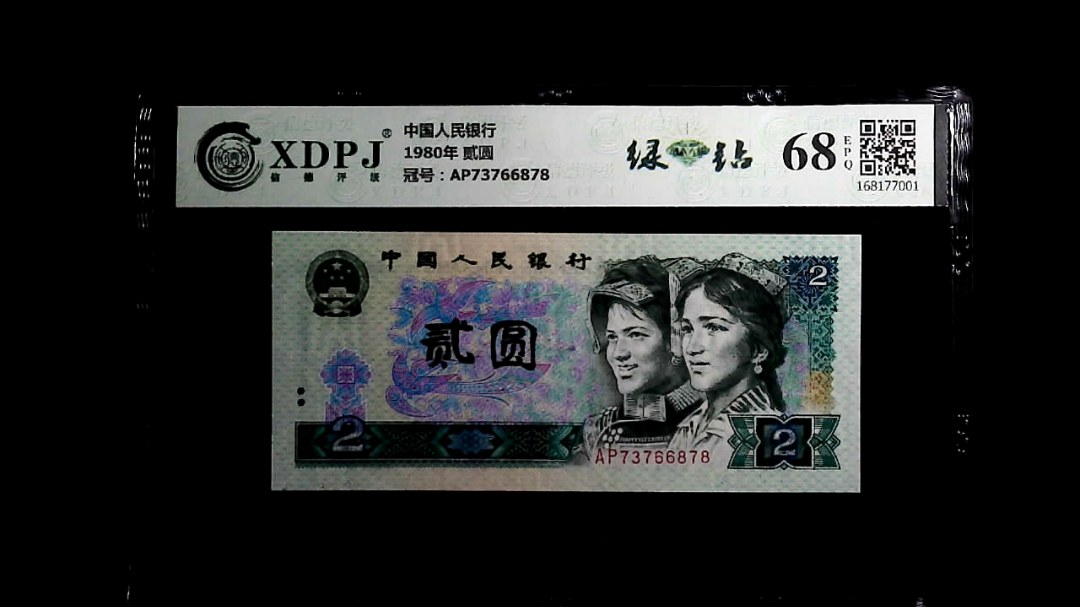 XDPJ®
信德评级
中国人民银行
1980年 贰圆
冠号：AP73766878
绿钻
68
EPQ
168177001
中国人民银行
2
贰圆
2
AP73766878
2